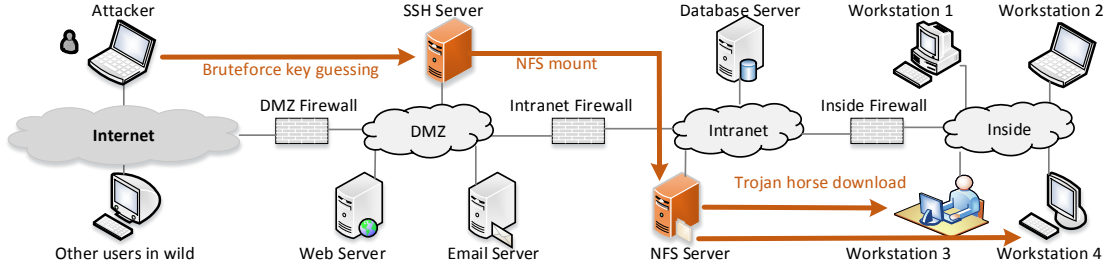 Attacker
SSH Server
Database Server
Workstation 1
Workstation 2
Bruteforce key guessing
NFS mount
DMZ Firewall
Intranet Firewall
Inside Firewall
Internet
DMZ
Intranet
Inside
Trojan horse download
Other users in wild
Web Server
Email Server
NFS Server
Workstation 3
Workstation 4